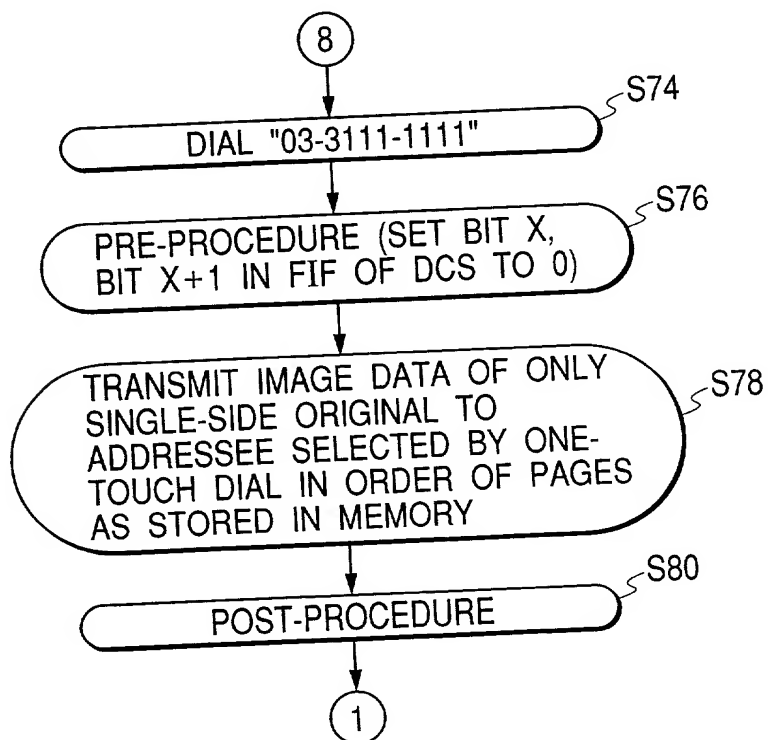 8
S74
DIAL "03-3111-1111"
S76
PRE-PROCEDURE (SET BIT X,
BIT X+1 IN FIF OF DCS TO 0)
S78
TRANSMIT IMAGE DATA OF ONLY
SINGLE-SIDE ORIGINAL TO
ADDRESSEE SELECTED BY ONE-
TOUCH DIAL IN ORDER OF PAGES
AS STORED IN MEMORY
S80
POST-PROCEDURE
1